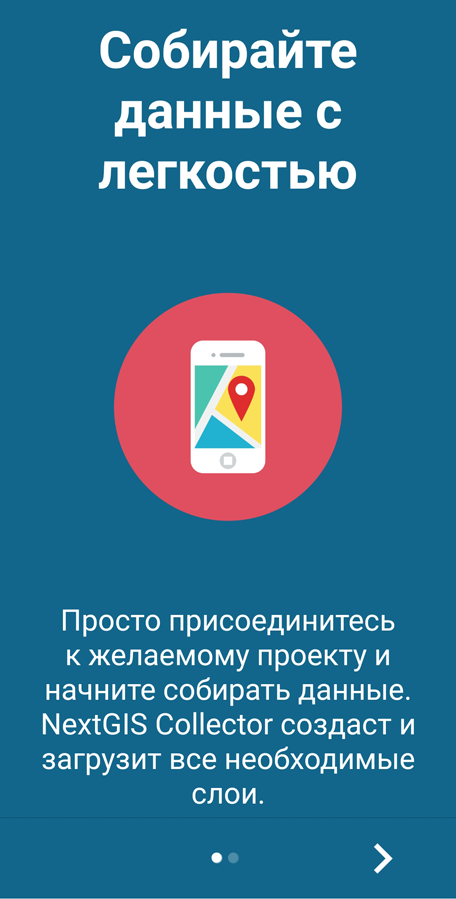 Собирайте
данные с
легкостью
Просто присоединитесь
к желаемому проекту и
начните собирать данные.
NextGIS Collector создаст и
загрузит все необходимые
слои.